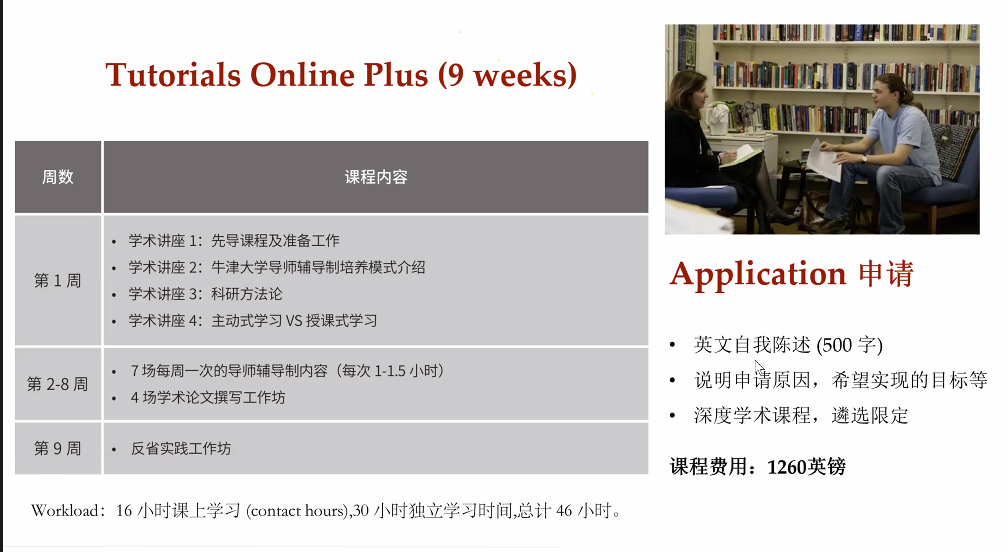 Tutorials Online Plus (9 weeks)
周数
课程内容
第 1 周
• 学术讲座 1：先导课程及准备工作
• 学术讲座 2：牛津大学导师辅导制培养模式介绍
• 学术讲座 3：科研方法论
• 学术讲座 4：主动式学习 VS 授课式学习
第 2-8 周
• 7 场每周一次的导师辅导制内容（每次 1-1.5 小时）
• 4 场学术论文撰写工作坊
第 9 周
• 反省实践工作坊
Workload：16 小时课上学习 (contact hours),30 小时独立学习时间,总计 46 小时。
Application 申请
• 英文自我陈述 (500 字)
• 说明申请原因，希望实现的目标等
• 深度学术课程，遴选限定
课程费用：1260英镑